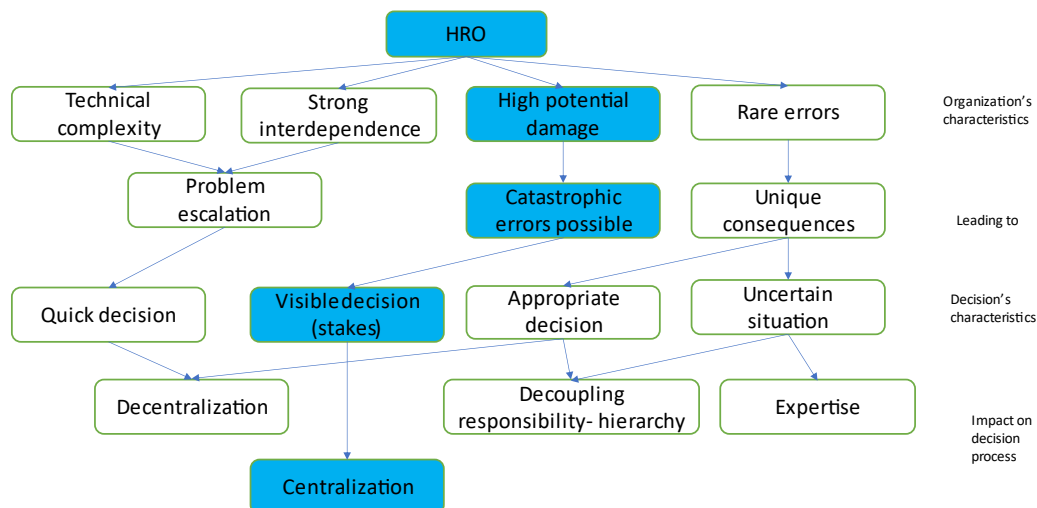 HRO
Technical
complexity
Strong
interdependence
High potential
damage
Rare errors
Organization's
characteristics
Problem
escalation
Catastrophic
errors possible
Unique
consequences
Leading to
Quick decision
Visible decision
(stakes)
Appropriate
decision
Uncertain
situation
Decision's
characteristics
Decentralization
Decoupling
responsibility- hierarchy
Expertise
Impact on
decision
process
Centralization